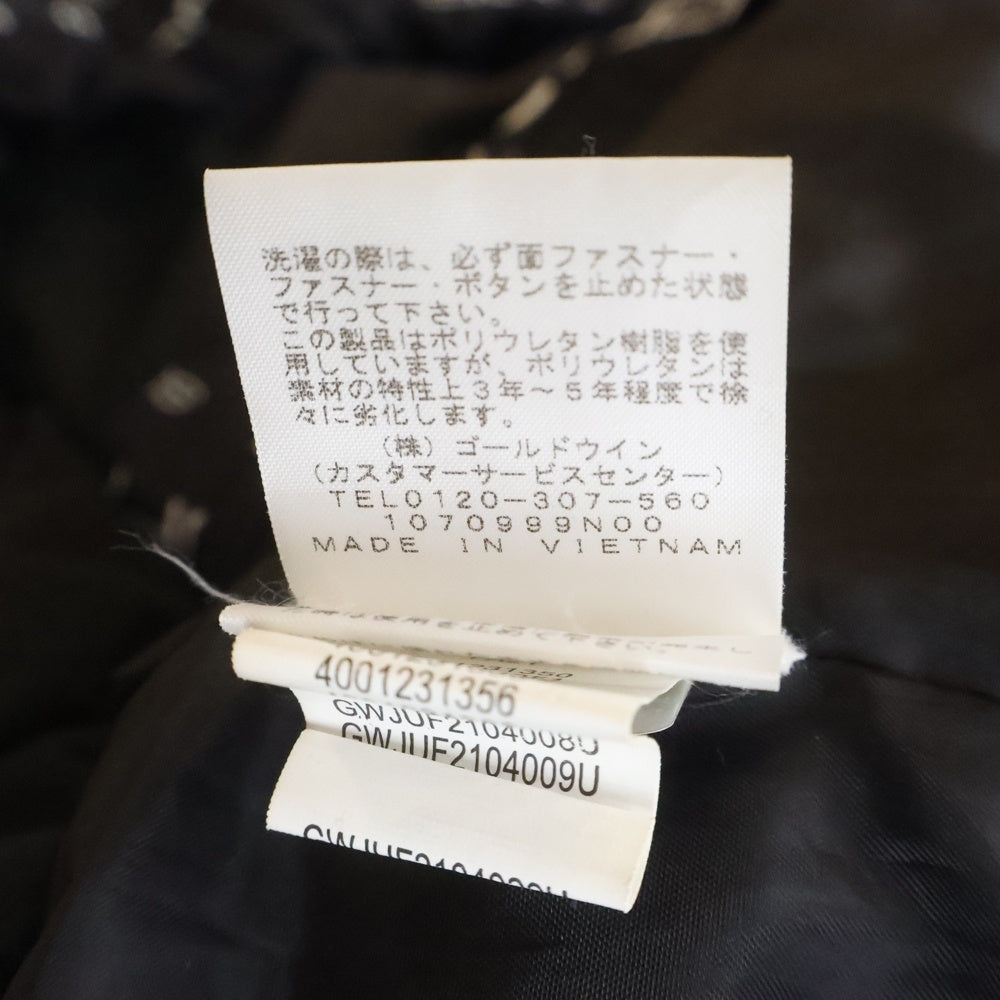 洗濯の際は、必ず面ファスナー・
ファスナー・ボタンを止めた状態
で行って下さい。
この製品はポリウレタン樹脂を使
用していますが、ポリウレタンは
素材の特性上3年〜5年程度で徐
々に劣化します。
(株)ゴールドウイン
(カスタマーサービスセンター)
TEL0120-307-560
1070999N00
MADE IN VIETNAM
4001231356
GWJUF2104008U
GWJUF2104009U